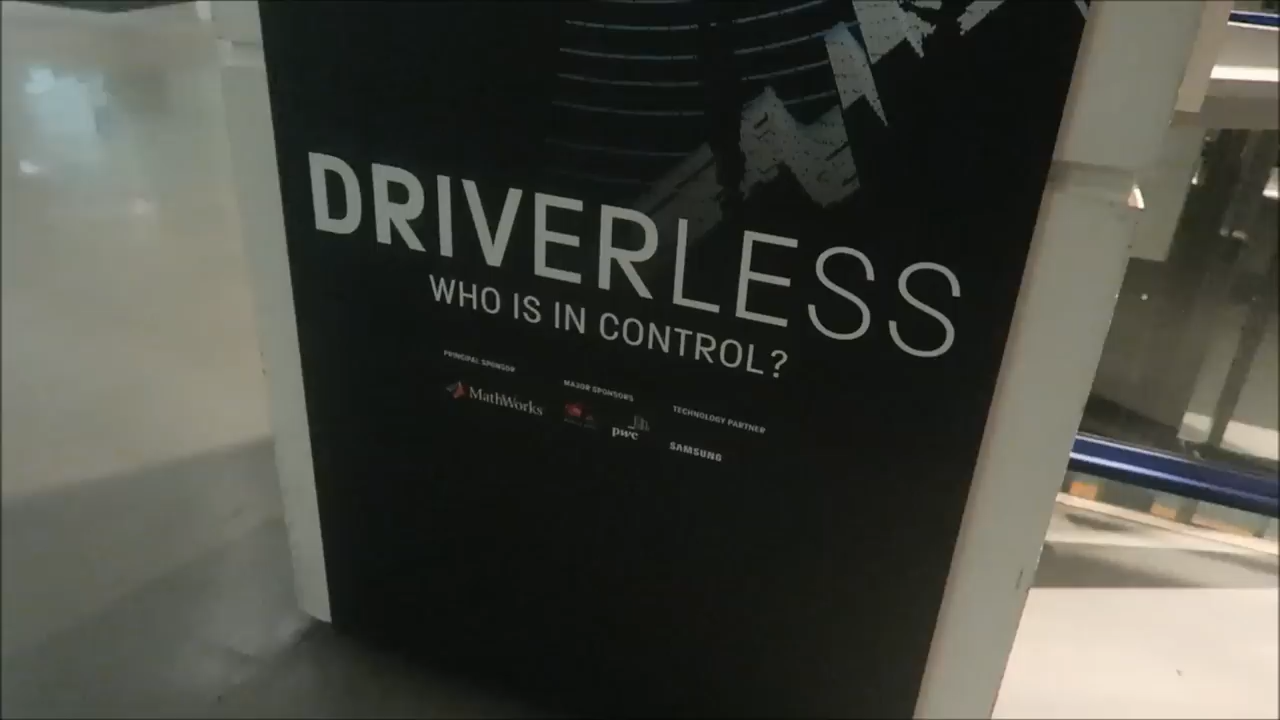 DRIVERLESS
WHO IS IN CONTROL?
PRINCIPAL SPONSOR
MathWorks
MAJOR SPONSORS
pwc
TECHNOLOGY PARTNER
SAMSUNG